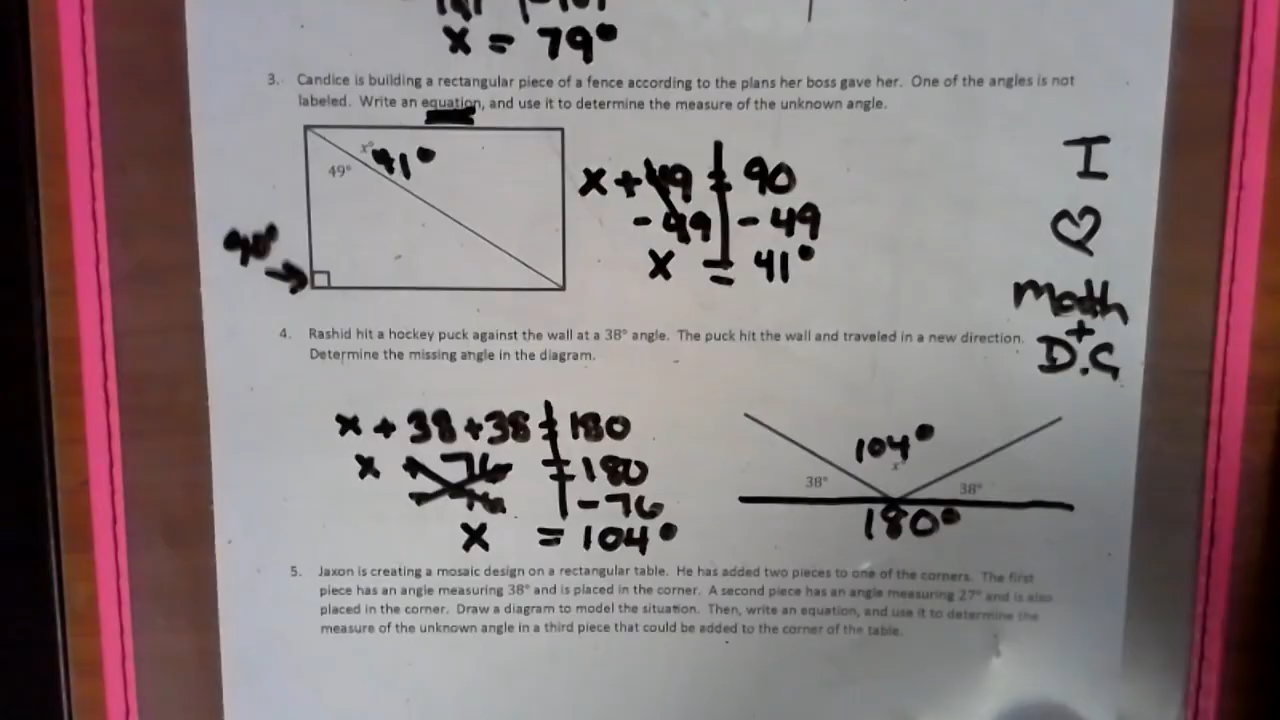 x = 79°
3. Candice is building a rectangular piece of a fence according to the plans her boss gave her. One of the angles is not
labeled. Write an equation, and use it to determine the measure of the unknown angle.
x° 41°
49°
90°
x + 49 = 90
- 49 - 49
x = 41°
I
♡
Math
+
D.G
4. Rashid hit a hockey puck against the wall at a 38° angle. The puck hit the wall and traveled in a new direction.
Determine the missing angle in the diagram.
x + 38 + 38 = 180
x + 76 = 180
- 76 - 76
x = 104°
104°
x°
38° 38°
180°
5. Jaxon is creating a mosaic design on a rectangular table. He has added two pieces to one of the corners. The first
piece has an angle measuring 38° and is placed in the corner. A second piece has an angle measuring 27° and is also
placed in the corner. Draw a diagram to model the situation. Then, write an equation, and use it to determine the
measure of the unknown angle in a third piece that could be added to the corner of the table.